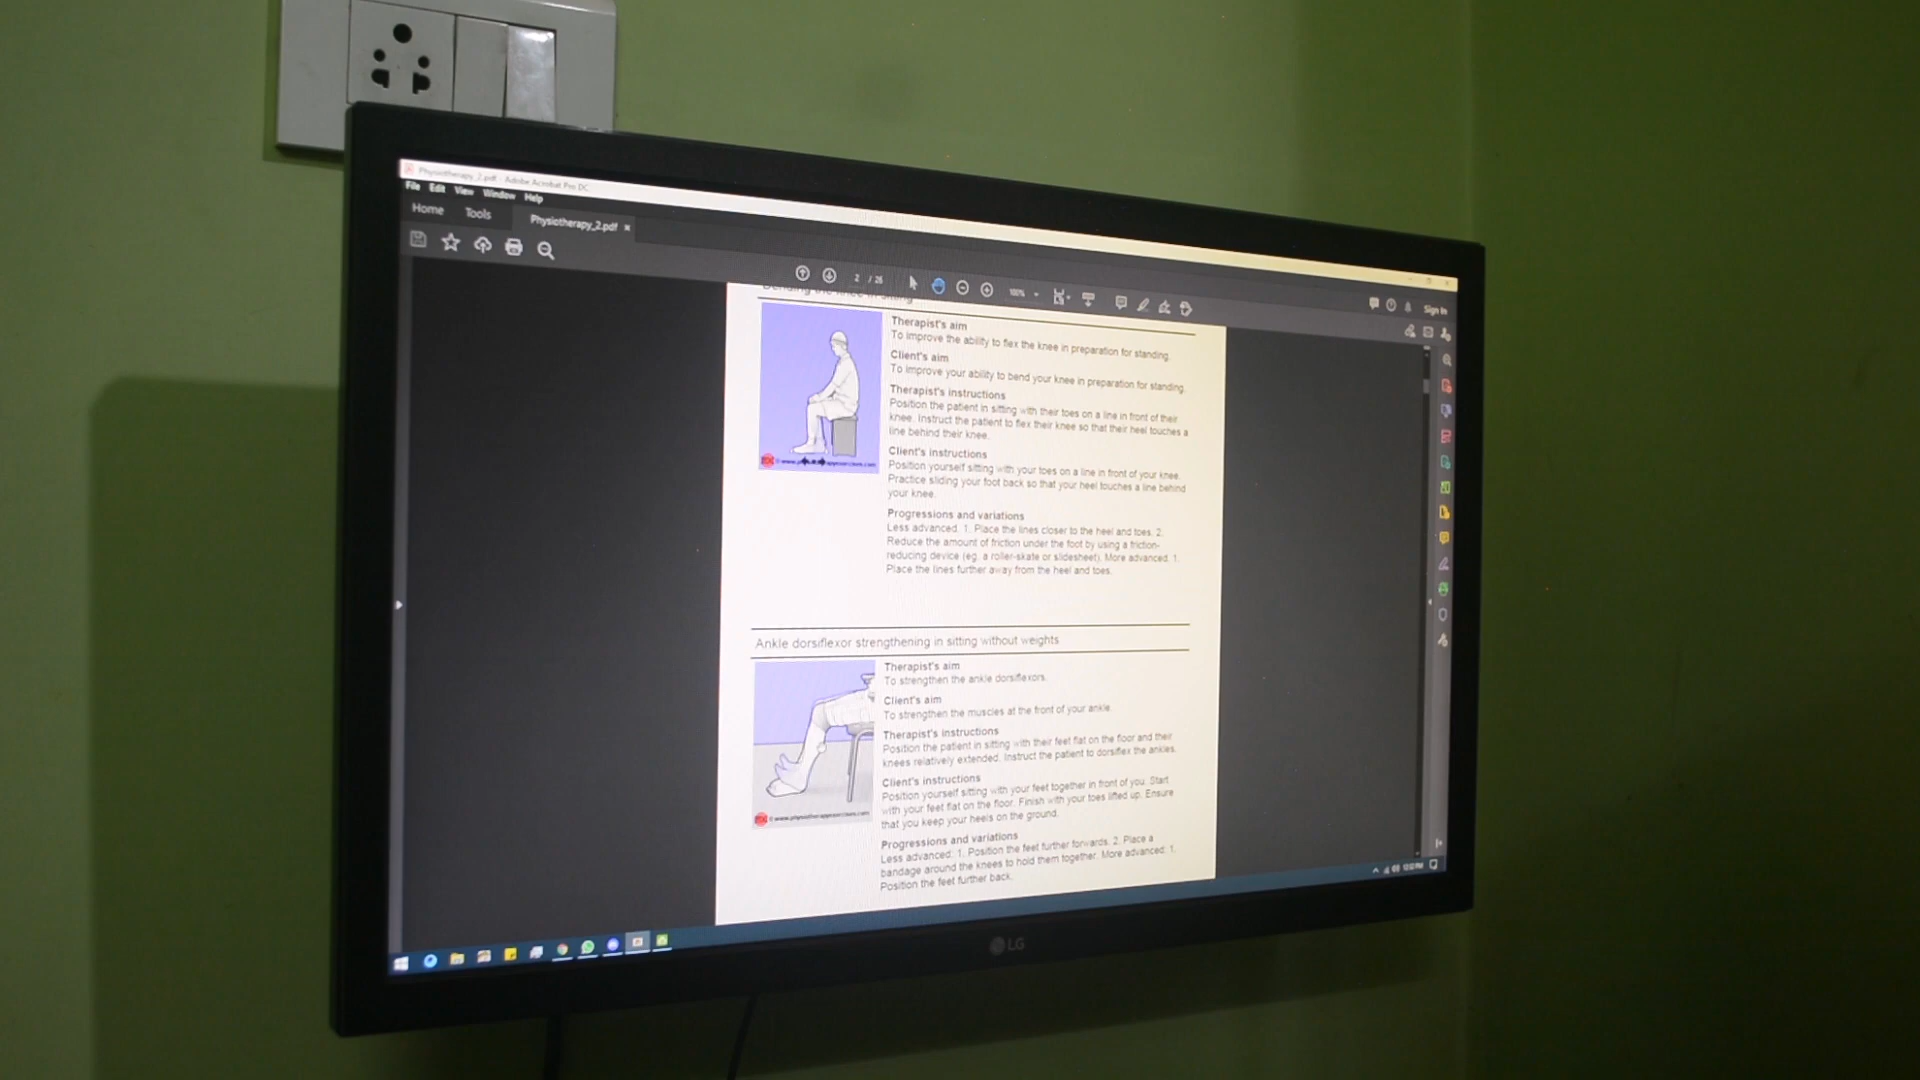 Physiotherapy_2.pdf - Adobe Acrobat Pro DC
File Edit View Window Help
Home Tools Physiotherapy_2.pdf ×
2 / 26
100%
Sign In
Bending the knee in sitting
Therapist's aim
To improve the ability to flex the knee in preparation for standing.
Client's aim
To improve your ability to bend your knee in preparation for standing.
Therapist's instructions
Position the patient in sitting with their toes on a line in front of their
knee. Instruct the patient to flex their knee so that their heel touches a
line behind their knee.
Client's instructions
Position yourself sitting with your toes on a line in front of your knee.
Practice sliding your foot back so that your heel touches a line behind
your knee.
Progressions and variations
Less advanced. 1. Place the lines closer to the heel and toes. 2.
Reduce the amount of friction under the foot by using a friction-
reducing device (eg. a roller-skate or slidesheet). More advanced. 1.
Place the lines further away from the heel and toes.
Ankle dorsiflexor strengthening in sitting without weights
Therapist's aim
To strengthen the ankle dorsiflexors.
Client's aim
To strengthen the muscles at the front of your ankle.
Therapist's instructions
Position the patient in sitting with their feet flat on the floor and their
knees relatively extended. Instruct the patient to dorsiflex the ankles.
Client's instructions
Position yourself sitting with your feet together in front of you. Start
with your feet flat on the floor. Finish with your toes lifted up. Ensure
that you keep your heels on the ground.
© www.physiotherapyexercises.com
Progressions and variations
Less advanced: 1. Position the feet further forwards. 2. Place a
bandage around the knees to hold them together. More advanced: 1.
Position the feet further back.
LG